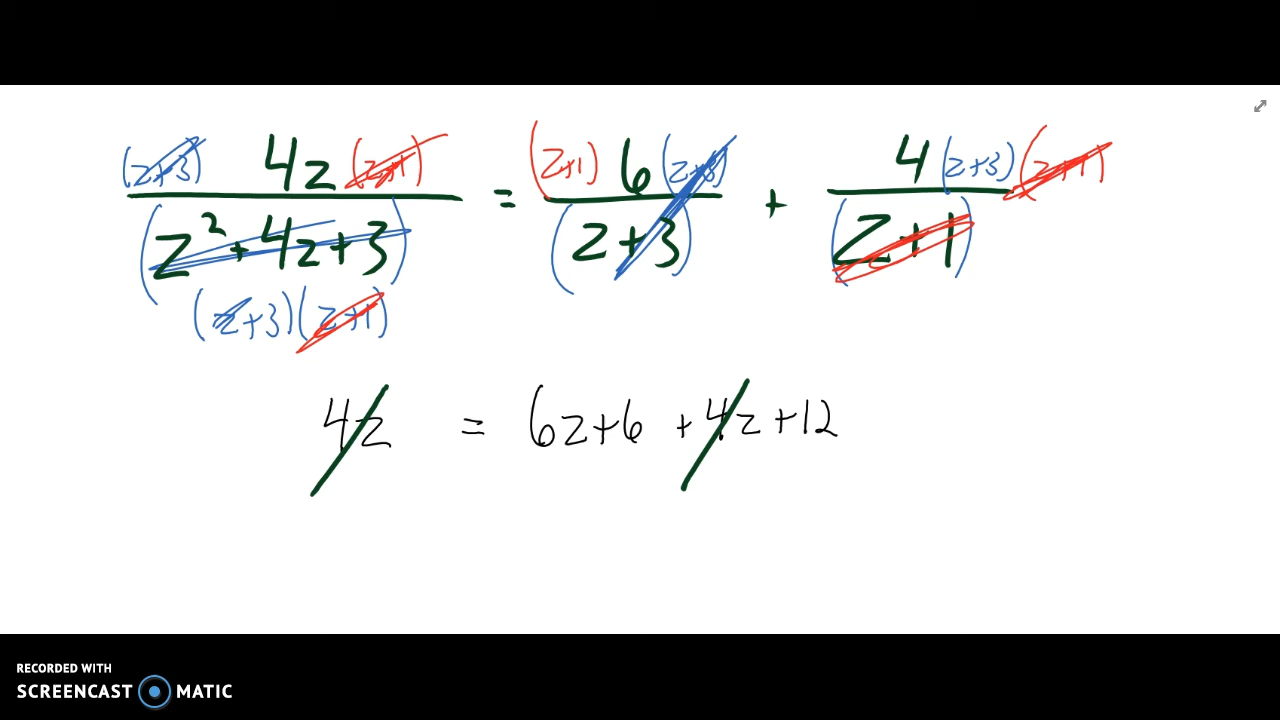 (z+3) 4z (z+1) = (z+1) 6 (z+3) + 4 (z+3) (z+1)
(z²+4z+3) (z+3) (z+1)
(z+3)(z+1)
4z = 6z+6 +4z+12
RECORDED WITH
SCREENCAST MATIC